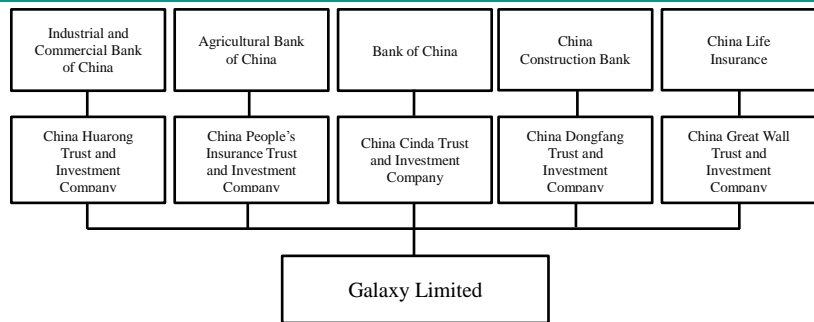 Industrial and
Commercial Bank
of China
Agricultural Bank
of China
Bank of China
China
Construction Bank
China Life
Insurance
China Huarong
Trust and
Investment
Company
China People's
Insurance Trust
and Investment
Company
China Cinda Trust
and Investment
Company
China Dongfang
Trust and
Investment
Company
China Great Wall
Trust and
Investment
Company
Galaxy Limited